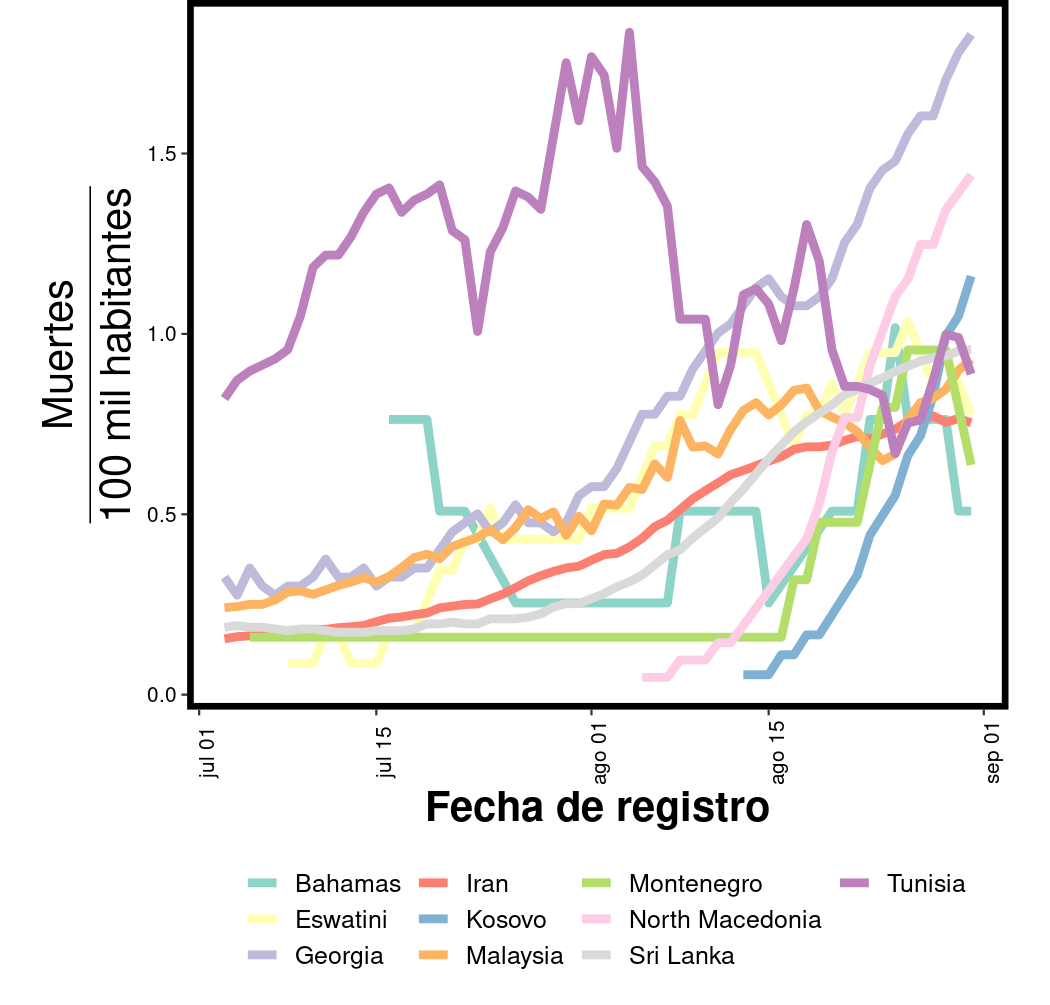 Muertes
100 mil habitantes
1.5
1.0
0.5
0.0
jul 01
jul 15
ago 01
ago 15
sep 01
Fecha de registro
Bahamas
Iran
Montenegro
Tunisia
Eswatini
Kosovo
North Macedonia
Georgia
Malaysia
Sri Lanka